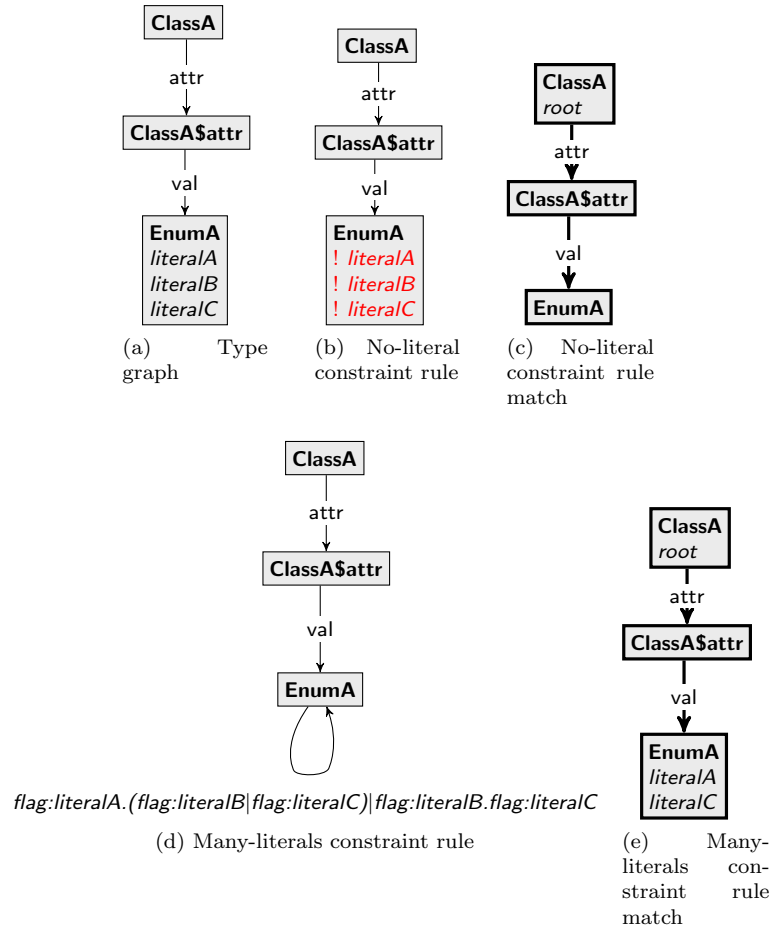 ClassA
attr
ClassA$attr
val
EnumA
literalA
literalB
literalC
(a) Type
graph
ClassA
attr
ClassA$attr
val
EnumA
! literalA
! literalB
! literalC
(b) No-literal
constraint rule
ClassA
root
attr
ClassA$attr
val
EnumA
(c) No-literal
constraint rule
match
ClassA
attr
ClassA$attr
val
EnumA
flag:literalA.(flag:literalB|flag:literalC)|flag:literalB.flag:literalC
(d) Many-literals constraint rule
ClassA
root
attr
ClassA$attr
val
EnumA
literalA
literalC
(e) Many-
literals con-
straint rule
match